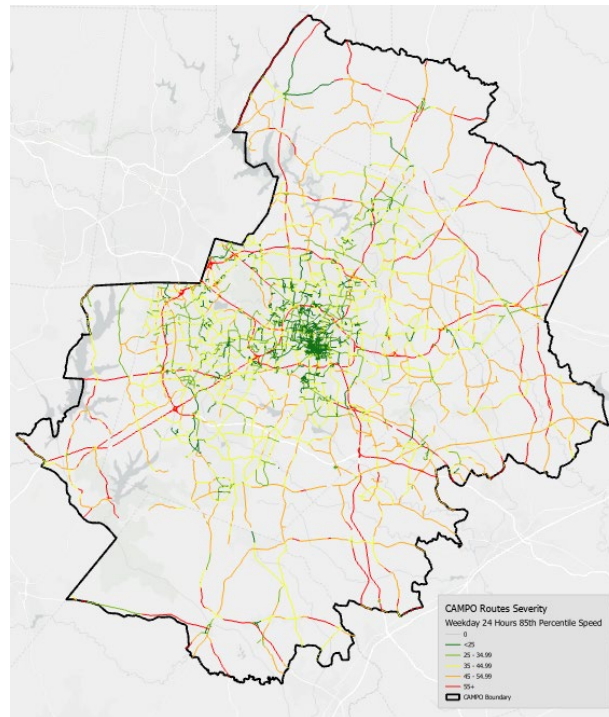 CAMPO Routes Severity
Weekday 24 Hours 85th Percentile Speed
0
<25
25 - 34.99
35 - 44.99
45 - 54.99
55+
CAMPO Boundary